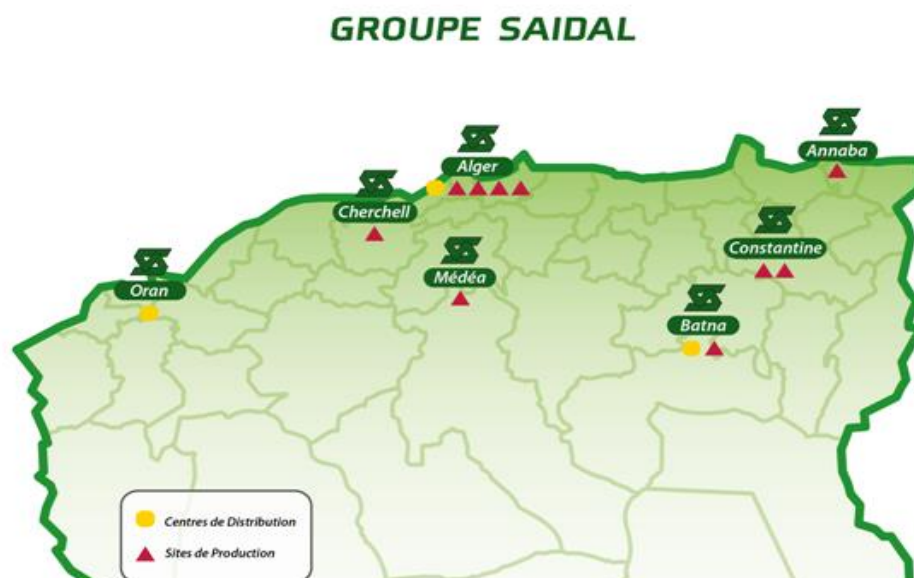 GROUPE SAIDAL
Annaba
Alger
Cherchell
Constantine
Médéa
Oran
Batna
Centres de Distribution
Sites de Production